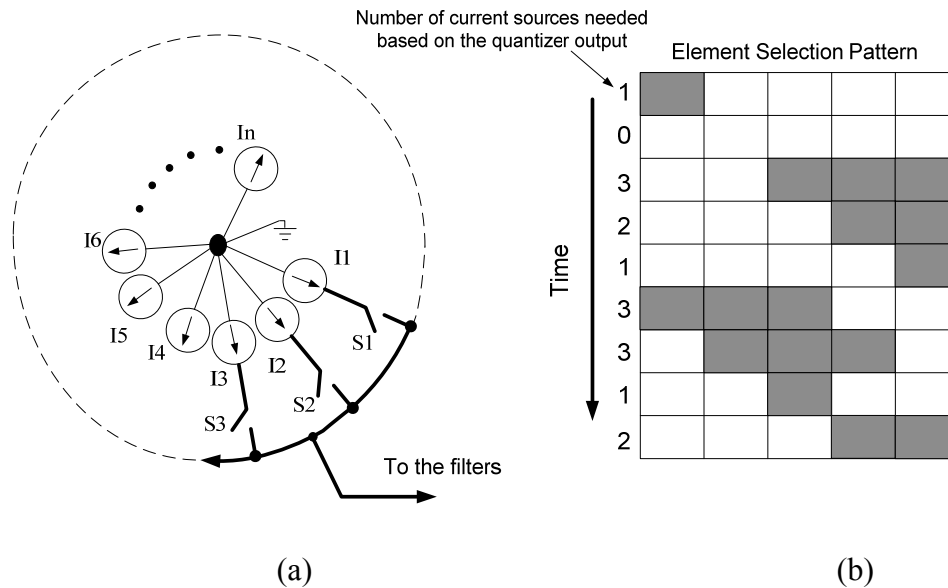 Number of current sources needed
based on the quantizer output
Element Selection Pattern
In
I6
I5
I4
I3
I2
I1
S1
S2
S3
To the filters
Time
1
0
3
2
1
3
3
1
2
(a)
(b)